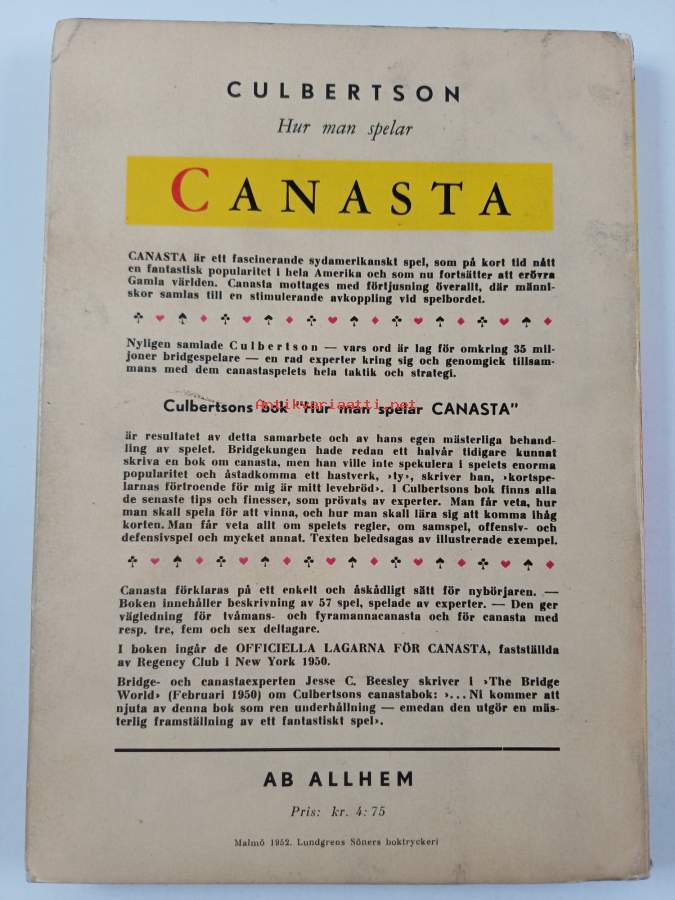 CULBERTSON
Hur man spelar
CANASTA
CANASTA är ett fascinerande sydamerikanskt spel, som på kort tid nått
en fantastisk popularitet i hela Amerika och som nu fortsätter att erövra
Gamla världen. Canasta mottages med förtjusning överallt, där männi-
skor samlas till en stimulerande avkoppling vid spelbordet.
Nyligen samlade Culbertson — vars ord är lag för omkring 35 mil-
joner bridgespelare — en rad experter kring sig och genomgick tillsam-
mans med dem canastaspelets hela taktik och strategi.
Antikvariaatti.net
Culbertsons bok "Hur man spelar CANASTA"
är resultatet av detta samarbete och av hans egen mästerliga behand-
ling av spelet. Bridgekungen hade redan ett halvår tidigare kunnat
skriva en bok om canasta, men han ville inte spekulera i spelets enorma
popularitet och åstadkomma ett hastverk, ›ty›, skriver han, ›kortspe-
larnas förtroende för mig är mitt levebröd›. I Culbertsons bok finns alla
de senaste tips och finesser, som prövats av experter. Man får veta, hur
man skall spela för att vinna, och hur man skall lära sig att komma ihåg
korten. Man får veta allt om spelets regler, om samspel, offensiv- och
defensivspel och mycket annat. Texten beledsagas av illustrerade exempel.
Canasta förklaras på ett enkelt och åskådligt sätt för nybörjaren. —
Boken innehåller beskrivning av 57 spel, spelade av experter. — Den ger
vägledning för tvåmans- och fyramannacanasta och för canasta med
resp. tre, fem och sex deltagare.
I boken ingår de OFFICIELLA LAGARNA FÖR CANASTA, fastställda
av Regency Club i New York 1950.
Bridge- och canastaexperten Jesse C. Beesley skriver i ›The Bridge
World› (Februari 1950) om Culbertsons canastabok: ›... Ni kommer att
njuta av denna bok som ren underhållning — emedan den utgör en mäs-
terlig framställning av ett fantastiskt spel›.
AB ALLHEM
Pris: kr. 4:75
Malmö 1952. Lundgrens Söners boktryckeri